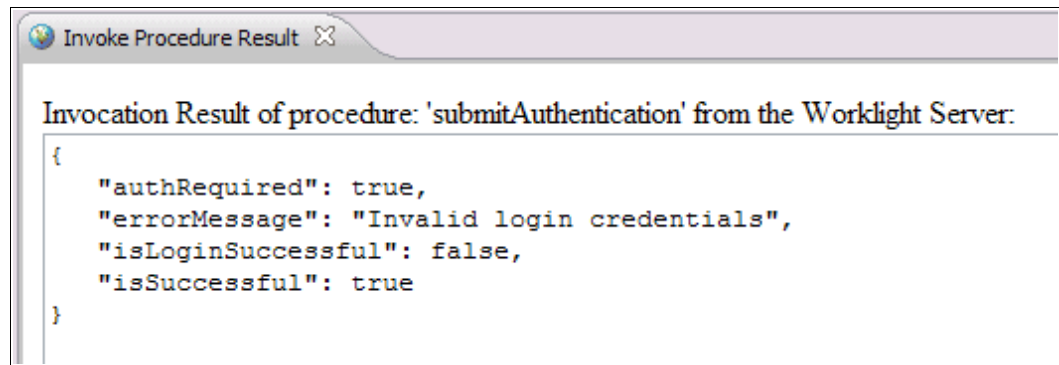 Invoke Procedure Result
Invocation Result of procedure: 'submitAuthentication' from the Worklight Server:
{
   "authRequired": true,
   "errorMessage": "Invalid login credentials",
   "isLoginSuccessful": false,
   "isSuccessful": true
}